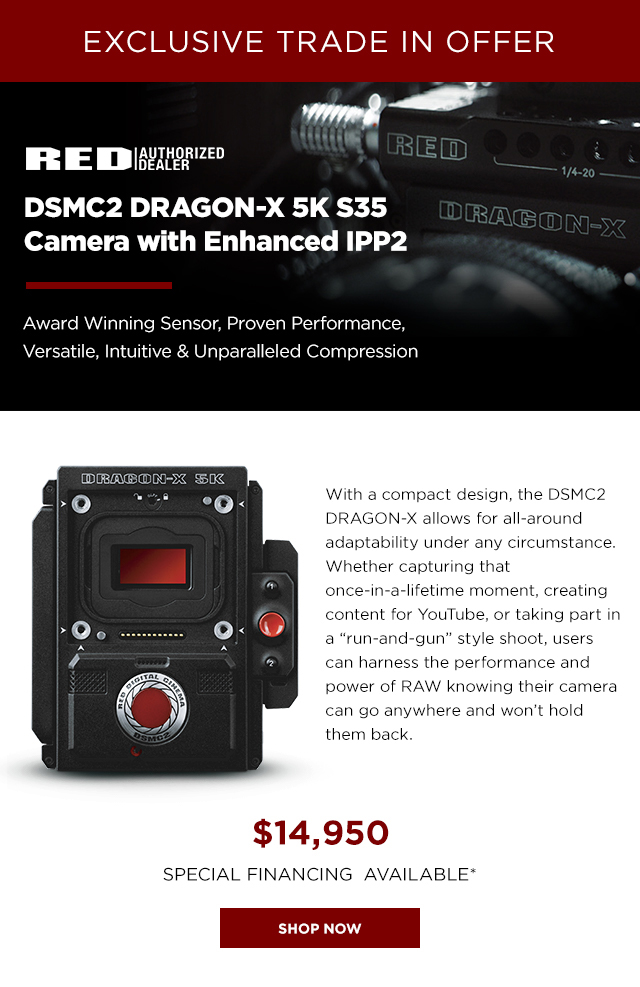 EXCLUSIVE TRADE IN OFFER
RED AUTHORIZED DEALER
RED
1/4-20
DRAGON-X
DSMC2 DRAGON-X 5K S35
Camera with Enhanced IPP2
Award Winning Sensor, Proven Performance,
Versatile, Intuitive & Unparalleled Compression
DRAGON-X 5K
1
2
RED DIGITAL CINEMA
DSMC2
With a compact design, the DSMC2
DRAGON-X allows for all-around
adaptability under any circumstance.
Whether capturing that
once-in-a-lifetime moment, creating
content for YouTube, or taking part in
a “run-and-gun” style shoot, users
can harness the performance and
power of RAW knowing their camera
can go anywhere and won’t hold
them back.
$14,950
SPECIAL FINANCING AVAILABLE*
SHOP NOW